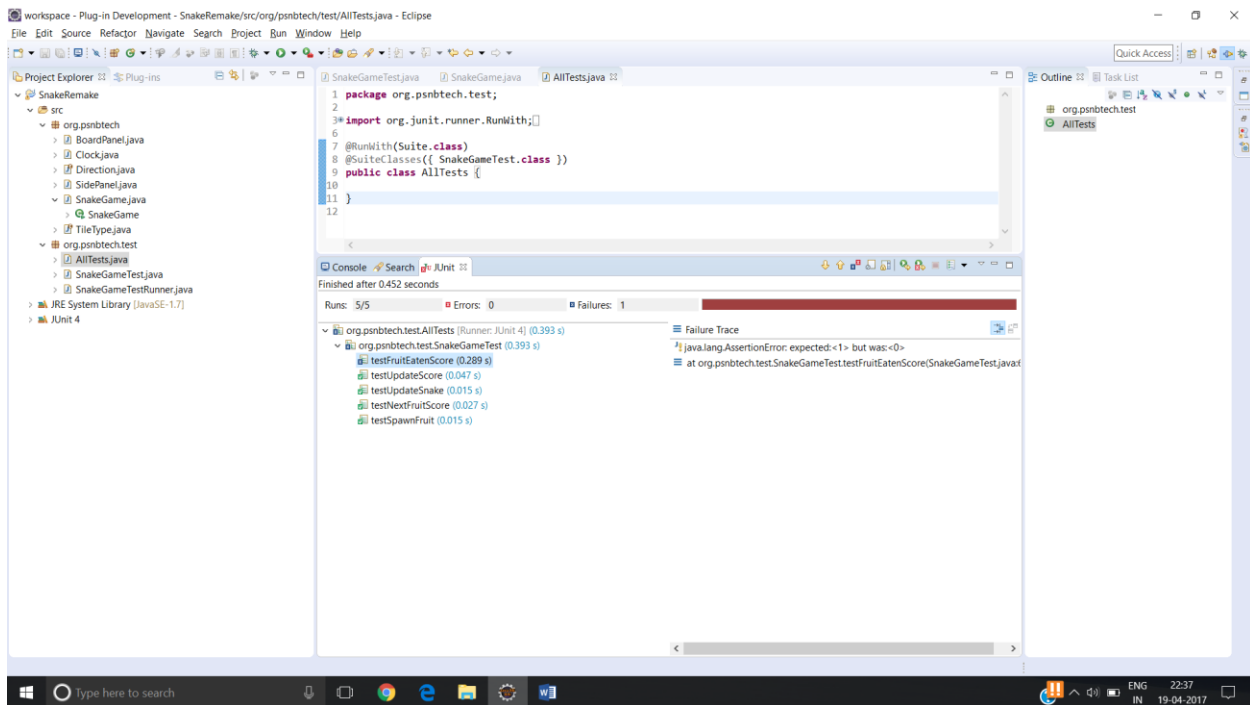 workspace - Plug-in Development - SnakeRemake/src/org/psnbtech/test/AllTests.java - Eclipse
File Edit Source Refactor Navigate Search Project Run Window Help
Quick Access
Project Explorer Plug-ins
SnakeRemake
src
org.psnbtech
BoardPanel.java
Clock.java
Direction.java
SidePanel.java
SnakeGame.java
SnakeGame
TileType.java
org.psnbtech.test
AllTests.java
SnakeGameTest.java
SnakeGameTestRunner.java
JRE System Library [JavaSE-1.7]
JUnit 4
SnakeGameTest.java SnakeGame.java AllTests.java
1 package org.psnbtech.test;
2
3 import org.junit.runner.RunWith;
6
7 @RunWith(Suite.class)
8 @SuiteClasses({ SnakeGameTest.class })
9 public class AllTests {
10
11 }
12
Console Search JUnit
Finished after 0.452 seconds
Runs: 5/5 Errors: 0 Failures: 1
org.psnbtech.test.AllTests [Runner: JUnit 4] (0.393 s)
org.psnbtech.test.SnakeGameTest (0.393 s)
testFruitEatenScore (0.289 s)
testUpdateScore (0.047 s)
testUpdateSnake (0.015 s)
testNextFruitScore (0.027 s)
testSpawnFruit (0.015 s)
Failure Trace
java.lang.AssertionError: expected:<1> but was:<0>
at org.psnbtech.test.SnakeGameTest.testFruitEatenScore(SnakeGameTest.java:6
Outline Task List
org.psnbtech.test
AllTests
Type here to search
ENG
IN
22:37
19-04-2017